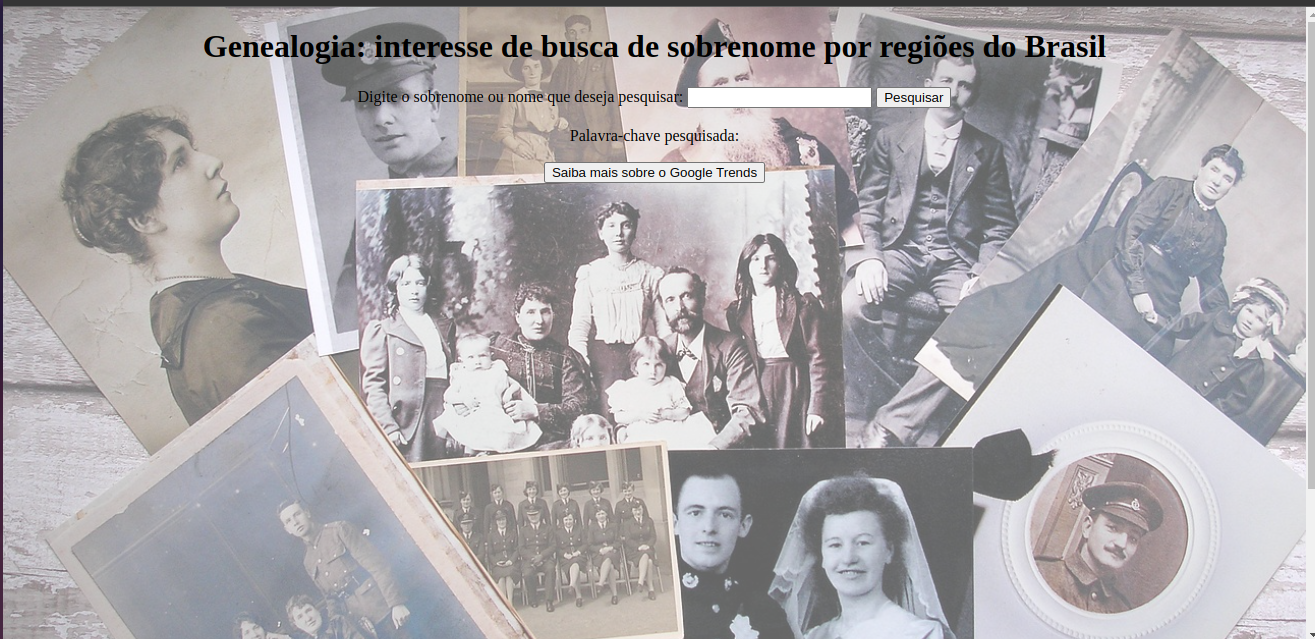 Genealogia: interesse de busca de sobrenome por regiões do Brasil
Digite o sobrenome ou nome que deseja pesquisar: Pesquisar
Palavra-chave pesquisada:
Saiba mais sobre o Google Trends